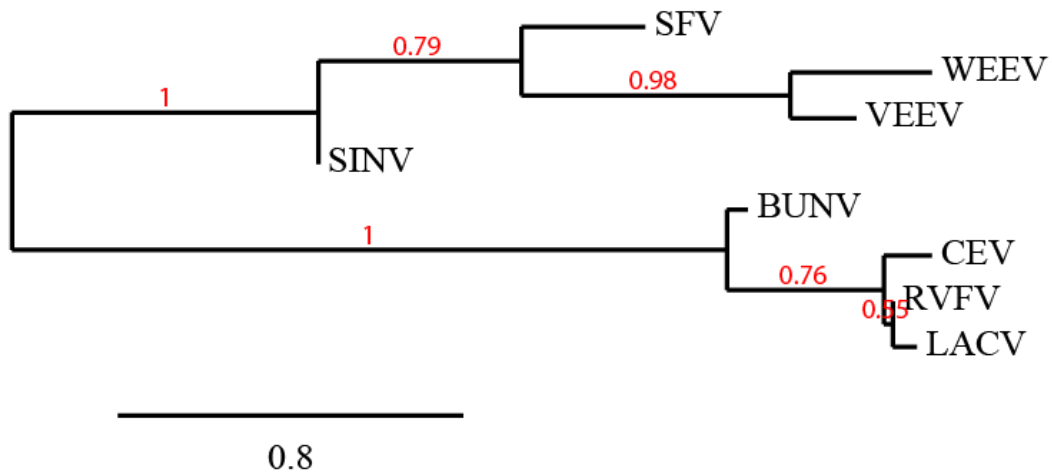 SFV
0.79
WEEV
0.98
VEEV
1
SINV
BUNV
1
CEV
0.76
RVFV
LACV
0.8